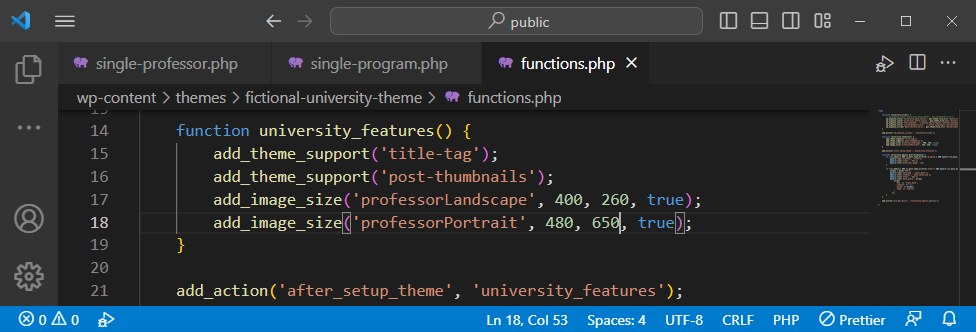 public
single-professor.php
single-program.php
functions.php
wp-content > themes > fictional-university-theme > functions.php
14 function university_features() {
15 add_theme_support('title-tag');
16 add_theme_support('post-thumbnails');
17 add_image_size('professorLandscape', 400, 260, true);
18 add_image_size('professorPortrait', 480, 650, true);
19 }
20
21 add_action('after_setup_theme', 'university_features');
0 0 Ln 18, Col 53 Spaces: 4 UTF-8 CRLF PHP Prettier